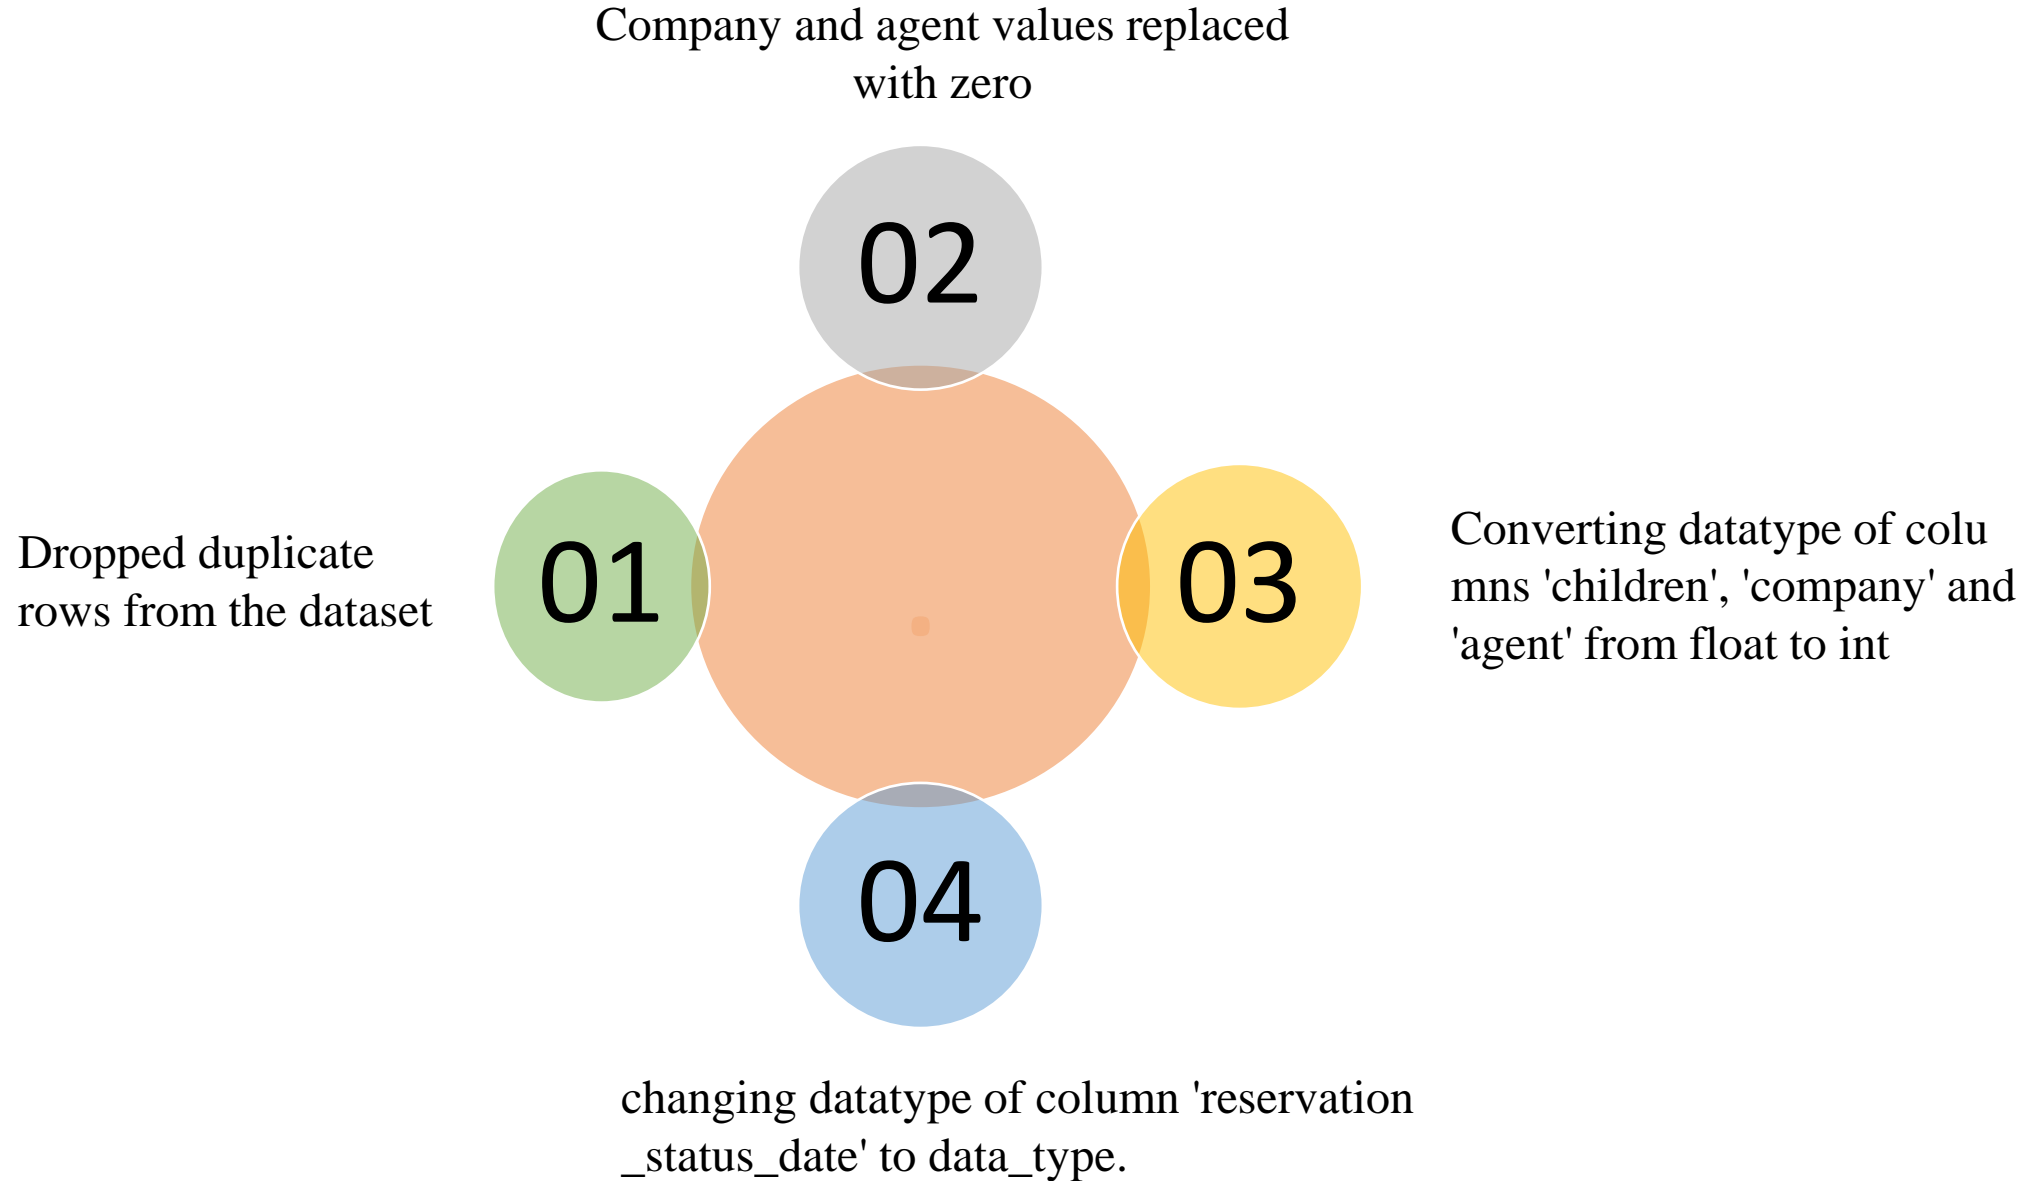 Company and agent values replaced
with zero
02
Dropped duplicate
rows from the dataset
01
03
Converting datatype of colu
mns 'children', 'company' and
'agent' from float to int
04
changing datatype of column 'reservation
_status_date' to data_type.